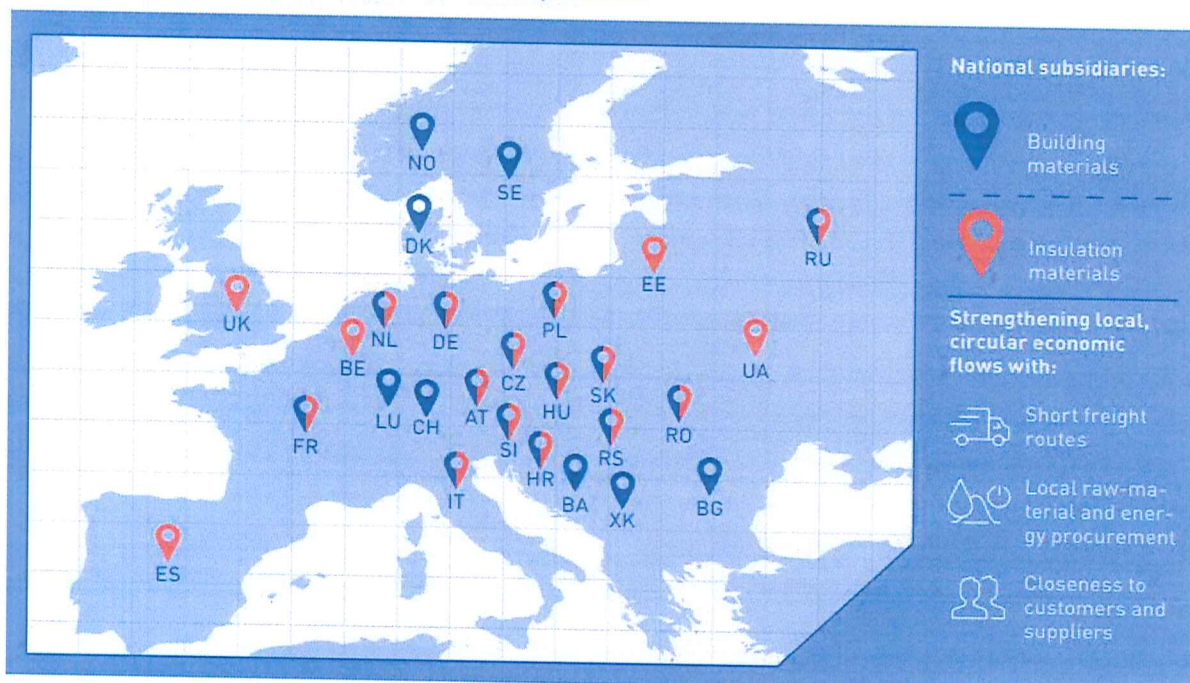 NO
SE
DK
RU
EE
UK
NL
DE
PL
BE
UA
CZ
SK
LU
CH
AT
HU
FR
SI
RO
HR
RS
IT
BA
XK
BG
ES
National subsidiaries:
Building
materials
Insulation
materials
Strengthening local,
circular economic
flows with:
Short freight
routes
Local raw-ma-
terial and ener-
gy procurement
Closeness to
customers and
suppliers